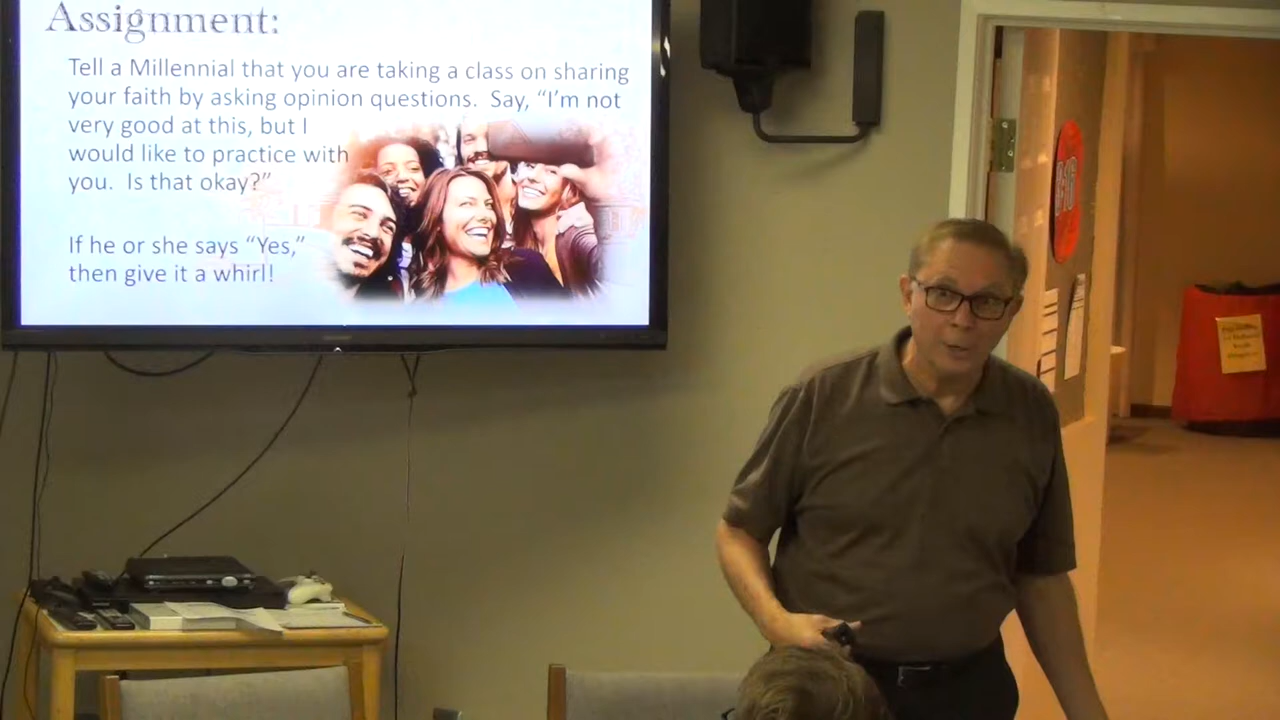 Assignment:
Tell a Millennial that you are taking a class on sharing
your faith by asking opinion questions.  Say, “I’m not
very good at this, but I
would like to practice with
you.  Is that okay?”
If he or she says “Yes,”
then give it a whirl!